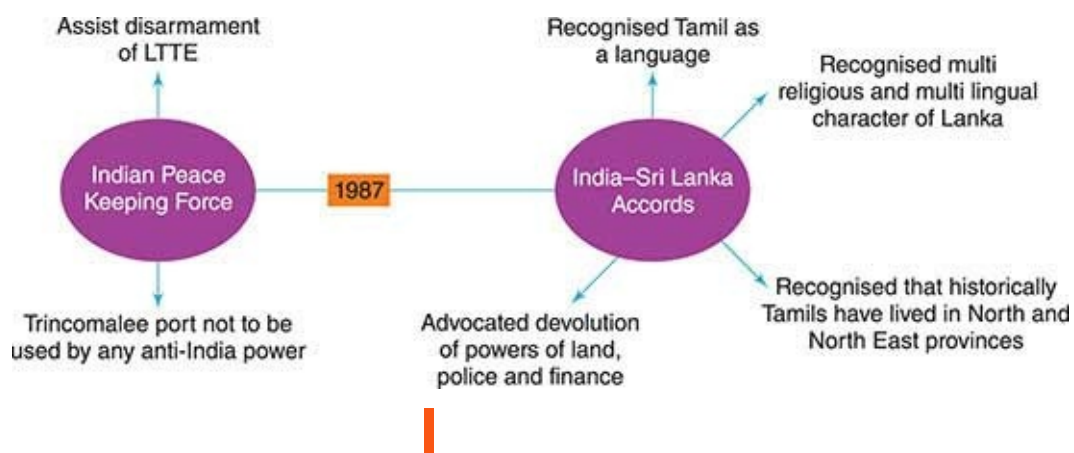 Assist disarmament
of LTTE
Indian Peace
Keeping Force
Trincomalee port not to be
used by any anti-India power
1987
Recognised Tamil as
a language
Recognised multi
religious and multi lingual
character of Lanka
India–Sri Lanka
Accords
Advocated devolution
of powers of land,
police and finance
Recognised that historically
Tamils have lived in North and
North East provinces